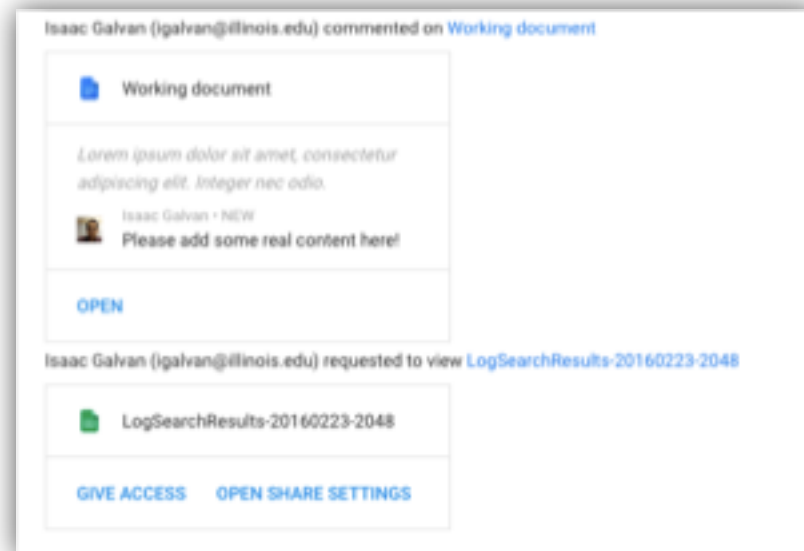 Isaac Galvan (igalvan@illinois.edu) commented on Working document
Working document
Lorem ipsum dolor sit amet, consectetur
adipiscing elit. Integer nec odio.
Isaac Galvan • NEW
Please add some real content here!
OPEN
Isaac Galvan (igalvan@illinois.edu) requested to view LogSearchResults-20160223-2048
LogSearchResults-20160223-2048
GIVE ACCESS OPEN SHARE SETTINGS